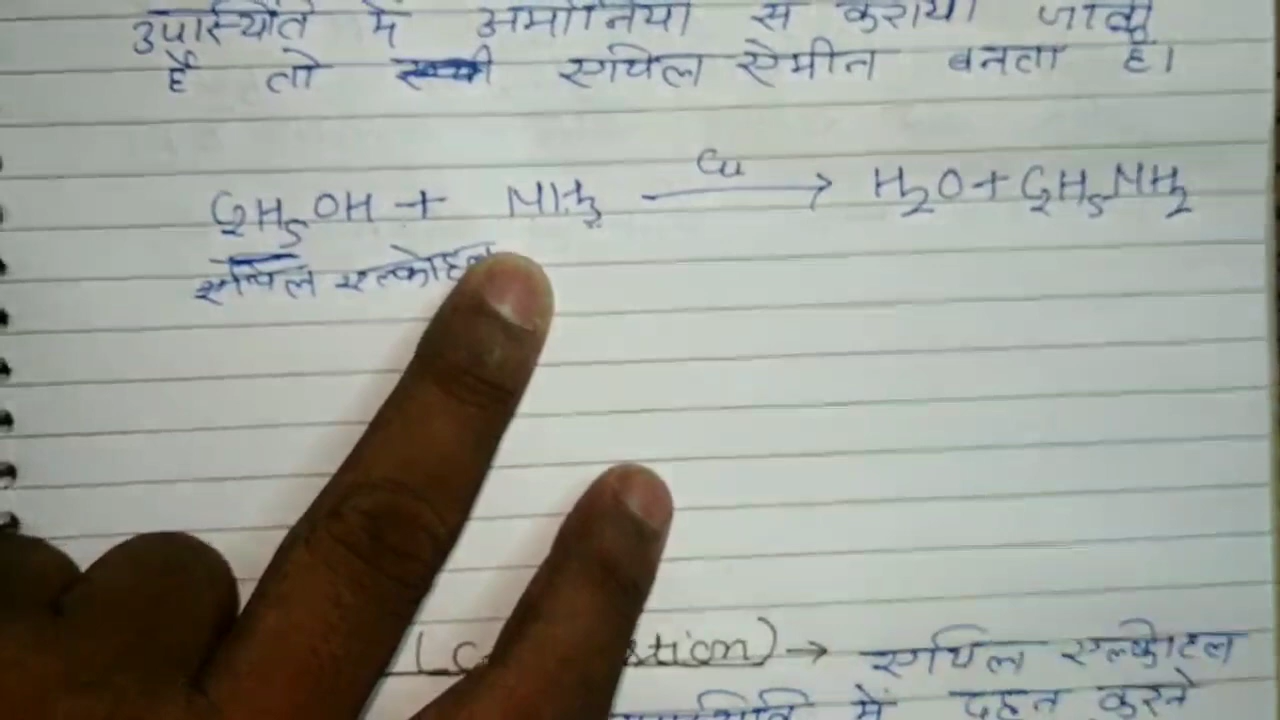 उपस्थिति में अमोनिया से कराया जाता
है तो एथिल ऐमीन बनता है।
Cu
C2H5OH + NH3 ⟶ H2O + C2H5NH2
एथिल एल्कोहल
→ एथिल एल्कोहल
में दहन करने